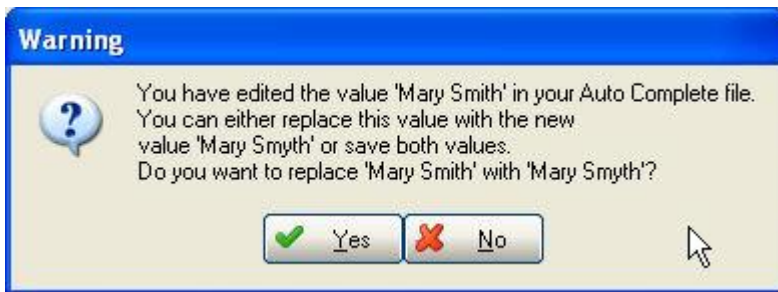 Warning
You have edited the value 'Mary Smith' in your Auto Complete file.
You can either replace this value with the new
value 'Mary Smyth' or save both values.
Do you want to replace 'Mary Smith' with 'Mary Smyth'?
Yes No